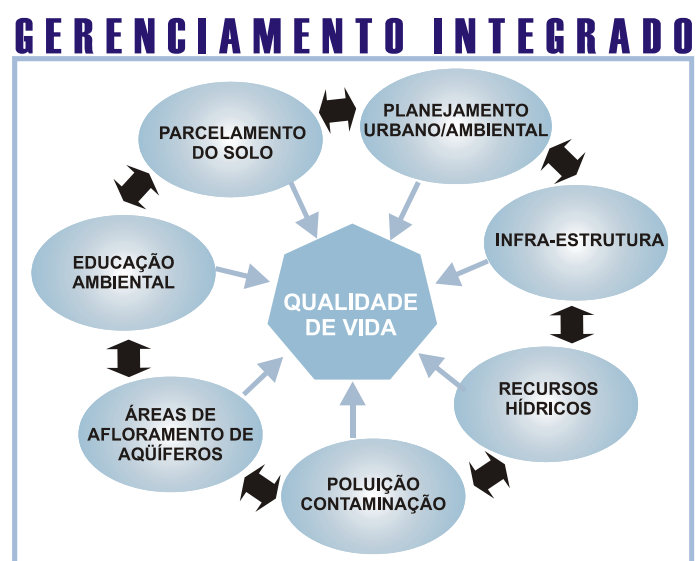 GERENCIAMENTO INTEGRADO
PARCELAMENTO
DO SOLO
PLANEJAMENTO
URBANO/AMBIENTAL
EDUCAÇÃO
AMBIENTAL
INFRA-ESTRUTURA
QUALIDADE
DE VIDA
ÁREAS DE
AFLORAMENTO DE
AQÜÍFEROS
RECURSOS
HÍDRICOS
POLUIÇÃO
CONTAMINAÇÃO